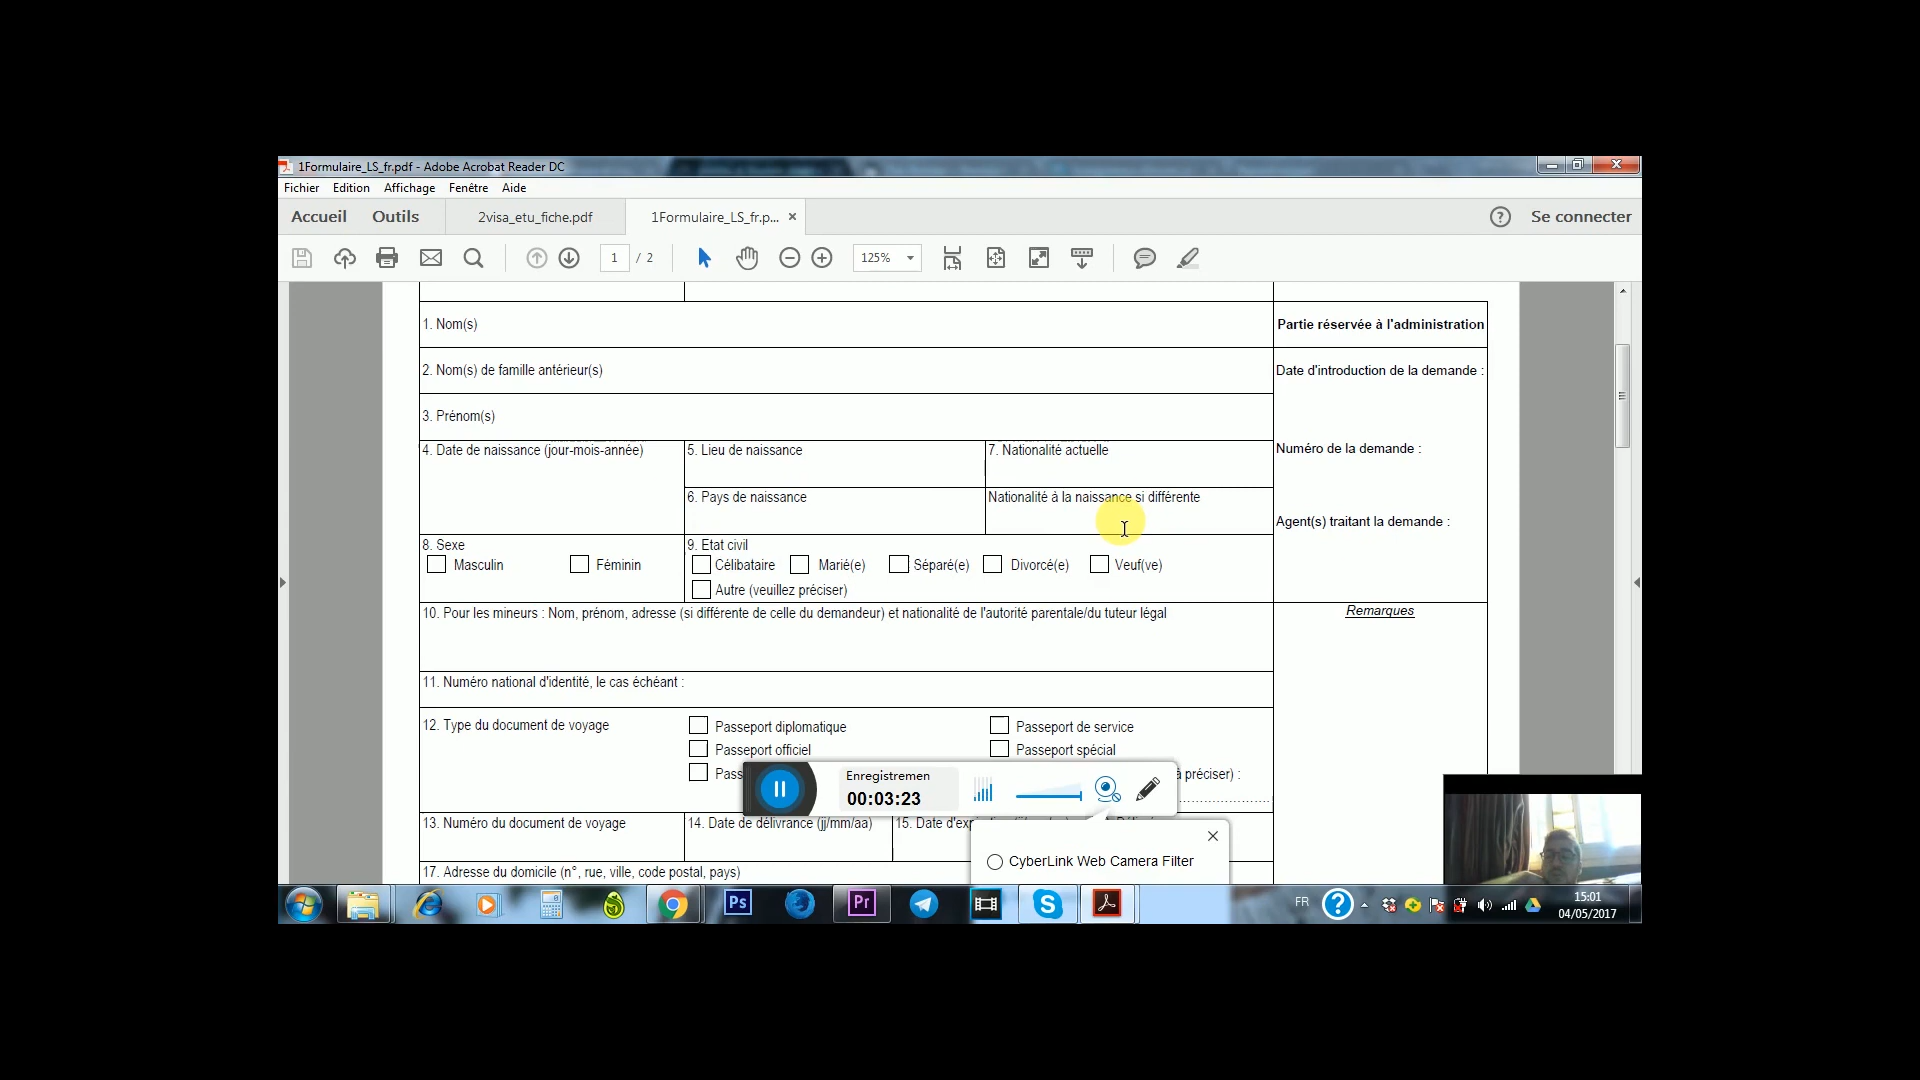 1Formulaire_LS_fr.pdf - Adobe Acrobat Reader DC
Fichier Edition Affichage Fenêtre Aide
Accueil Outils 2visa_etu_fiche.pdf 1Formulaire_LS_fr.p... Se connecter
1 / 2 125%
1. Nom(s)
Partie réservée à l'administration
2. Nom(s) de famille antérieur(s)
Date d'introduction de la demande :
3. Prénom(s)
4. Date de naissance (jour-mois-année)
5. Lieu de naissance
7. Nationalité actuelle
Numéro de la demande :
6. Pays de naissance
Nationalité à la naissance si différente
Agent(s) traitant la demande :
8. Sexe
Masculin Féminin
9. Etat civil
Célibataire Marié(e) Séparé(e) Divorcé(e) Veuf(ve)
Autre (veuillez préciser)
10. Pour les mineurs : Nom, prénom, adresse (si différente de celle du demandeur) et nationalité de l'autorité parentale/du tuteur légal
Remarques
11. Numéro national d'identité, le cas échéant :
12. Type du document de voyage
Passeport diplomatique Passeport de service
Passeport officiel Passeport spécial
Pass
à préciser) :
Enregistremen
00:03:23
13. Numéro du document de voyage
14. Date de délivrance (jj/mm/aa)
15. Date d'exp
CyberLink Web Camera Filter
17. Adresse du domicile (n°, rue, ville, code postal, pays)
Ps Pr FR
15:01
04/05/2017